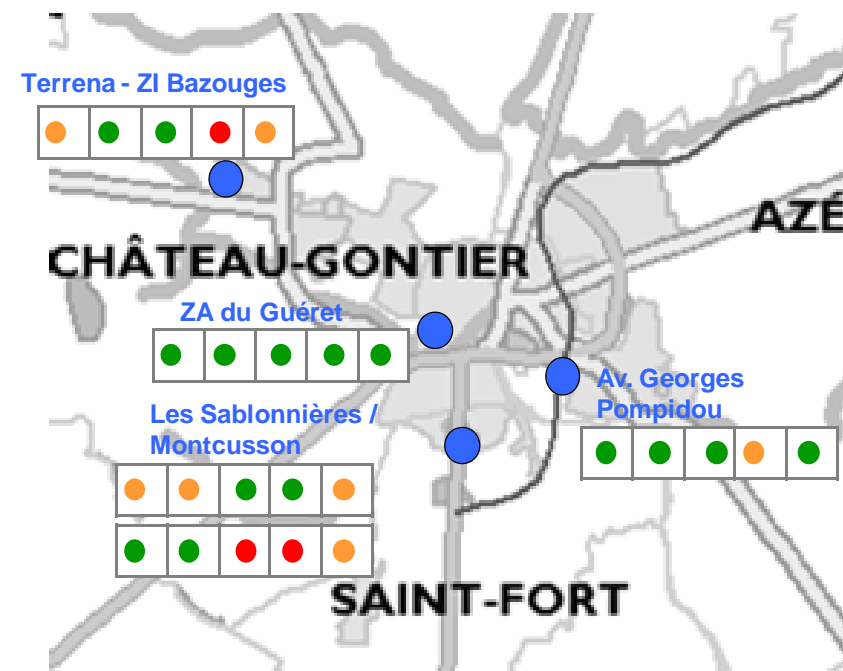 Terrena - ZI Bazouges
AZÉ
CHÂTEAU-GONTIER
ZA du Guéret
Av. Georges
Pompidou
Les Sablonnières /
Montcusson
SAINT-FORT